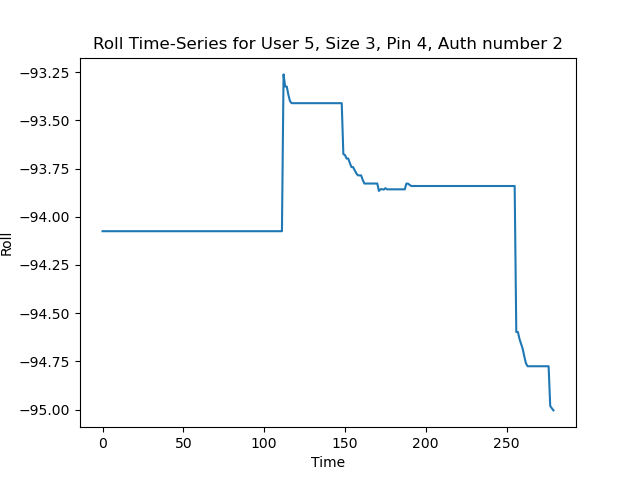 Roll Time-Series for User 5, Size 3, Pin 4, Auth number 2
−93.25
−93.50
−93.75
−94.00
−94.25
−94.50
−94.75
−95.00
Roll
0 50 100 150 200 250
Time